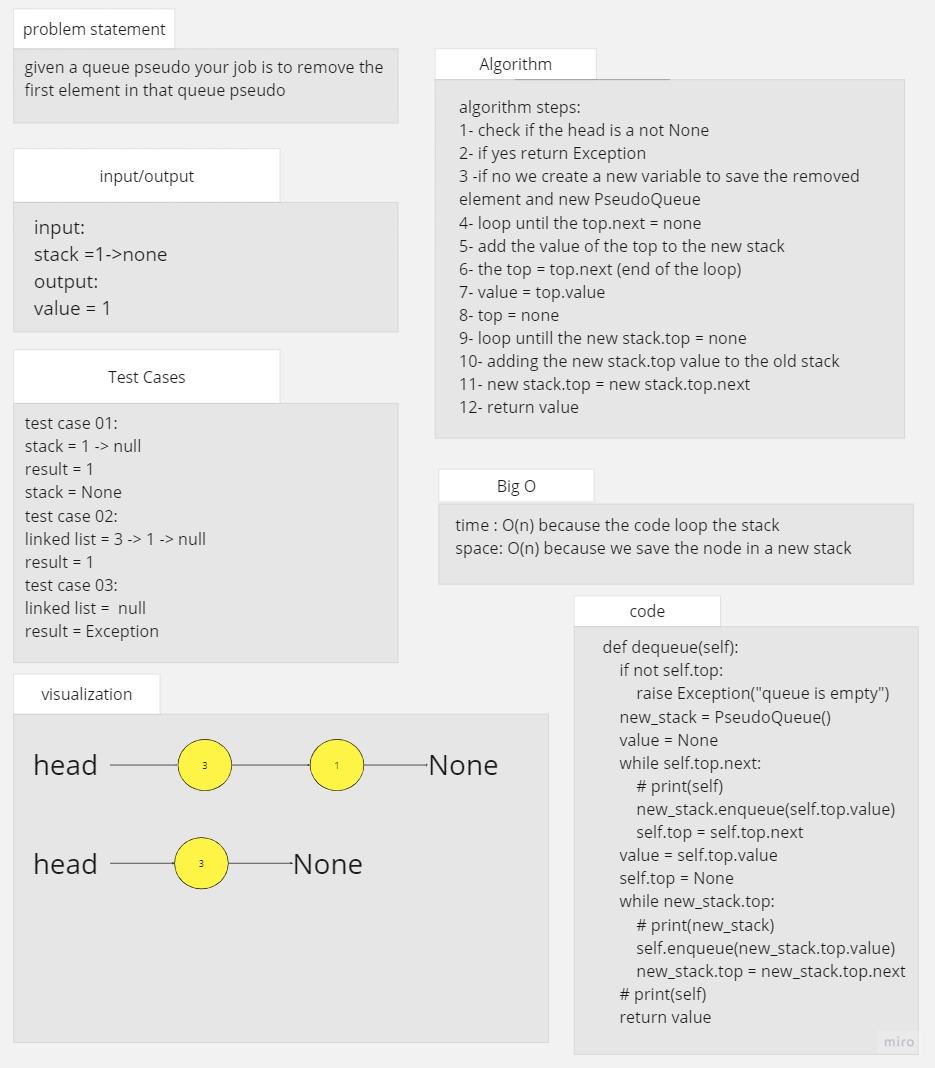 problem statement
given a queue pseudo your job is to remove the
first element in that queue pseudo
input/output
input:
stack =1->none
output:
value = 1
Test Cases
test case 01:
stack = 1 -> null
result = 1
stack = None
test case 02:
linked list = 3 -> 1 -> null
result = 1
test case 03:
linked list =  null
result = Exception
visualization
head 3 1 None
head 3 None
Algorithm
algorithm steps:
1- check if the head is a not None
2- if yes return Exception
3 -if no we create a new variable to save the removed
element and new PseudoQueue
4- loop until the top.next = none
5- add the value of the top to the new stack
6- the top = top.next (end of the loop)
7- value = top.value
8- top = none
9- loop untill the new stack.top = none
10- adding the new stack.top value to the old stack
11- new stack.top = new stack.top.next
12- return value
Big O
time : O(n) because the code loop the stack
space: O(n) because we save the node in a new stack
code
def dequeue(self):
if not self.top:
raise Exception("queue is empty")
new_stack = PseudoQueue()
value = None
while self.top.next:
# print(self)
new_stack.enqueue(self.top.value)
self.top = self.top.next
value = self.top.value
self.top = None
while new_stack.top:
# print(new_stack)
self.enqueue(new_stack.top.value)
new_stack.top = new_stack.top.next
# print(self)
return value
miro